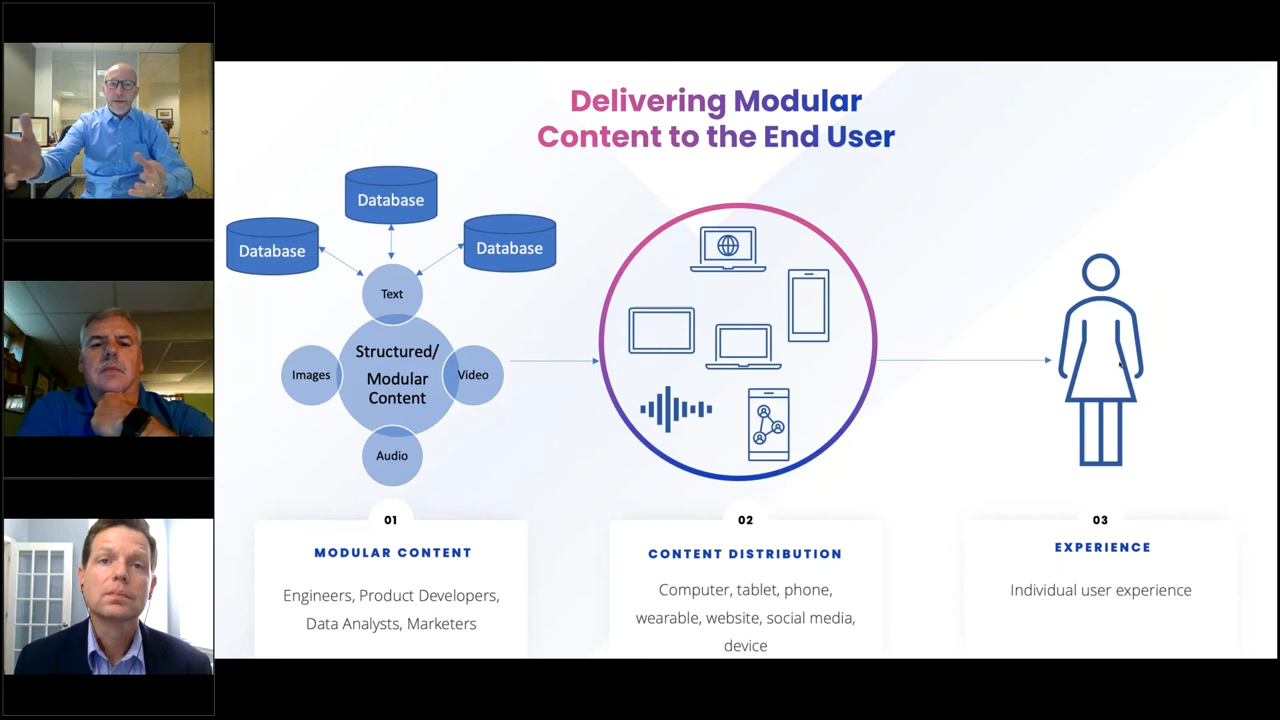 Delivering Modular
Content to the End User
Database
Database
Database
Text
Images
Structured/
Modular
Content
Video
Audio
01
MODULAR CONTENT
Engineers, Product Developers,
Data Analysts, Marketers
02
CONTENT DISTRIBUTION
Computer, tablet, phone,
wearable, website, social media,
device
03
EXPERIENCE
Individual user experience